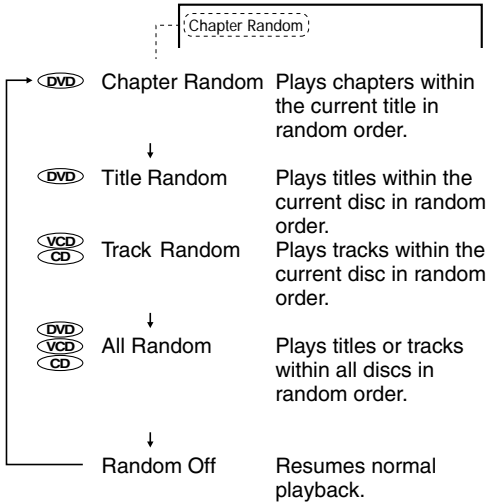 Chapter Random
DVD Chapter Random Plays chapters within
the current title in
random order.
DVD Title Random Plays titles within the
current disc in random
order.
VCD
CD
Track Random Plays tracks within the
current disc in random
order.
DVD
VCD
CD
All Random Plays titles or tracks
within all discs in
random order.
Random Off Resumes normal
playback.